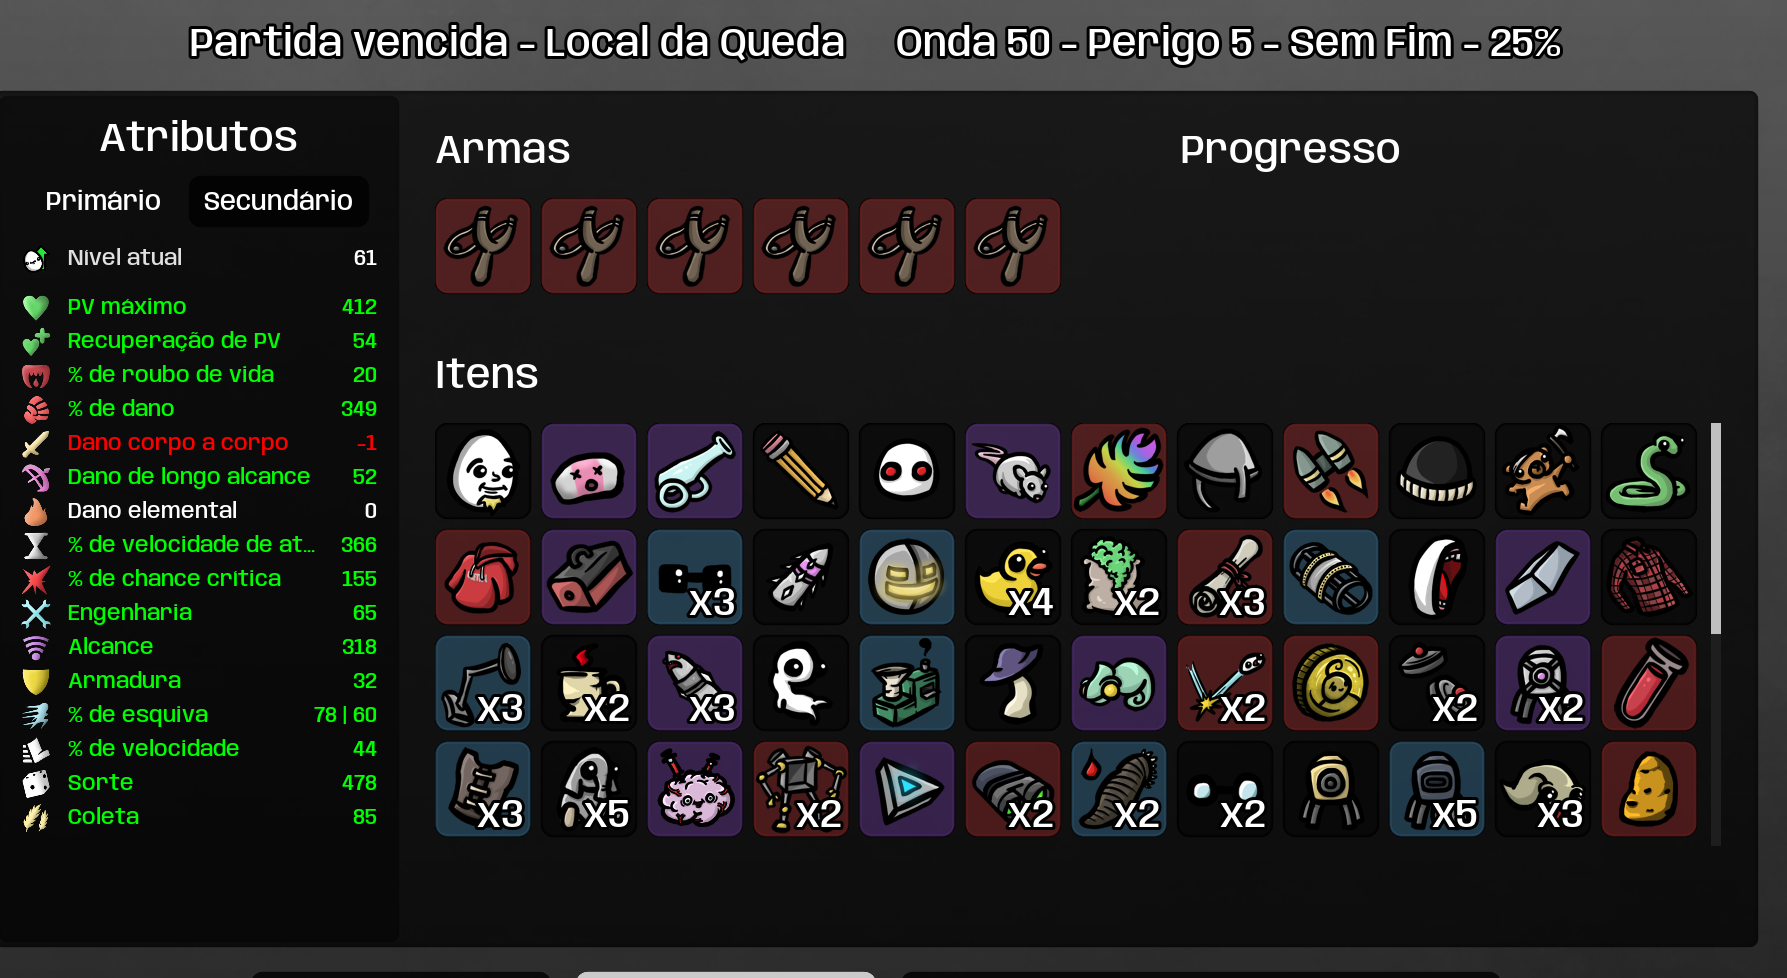 Partida vencida - Local da Queda Onda 50 - Perigo 5 - Sem Fim - 25%
Atributos
Primário Secundário
Nível atual 61
PV máximo 412
Recuperação de PV 54
% de roubo de vida 20
% de dano 349
Dano corpo a corpo -1
Dano de longo alcance 52
Dano elemental 0
% de velocidade de at... 366
% de chance crítica 155
Engenharia 65
Alcance 318
Armadura 32
% de esquiva 78 | 60
% de velocidade 44
Sorte 478
Coleta 85
Armas
Progresso
Itens
x3 x4 x2 x3
x3 x2 x3 x2 x2 x2
x3 x5 x2 x2 x2 x2 x5 x3